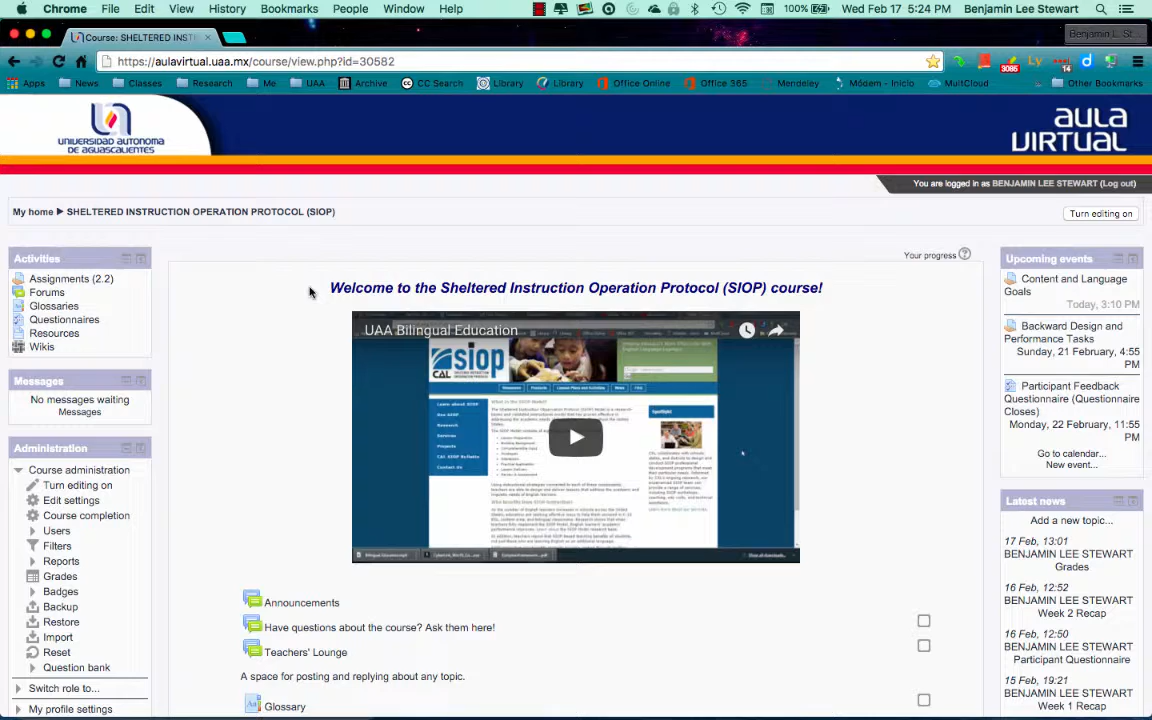 Chrome File Edit View History Bookmarks People Window Help 100% Wed Feb 17 5:24 PM Benjamin Lee Stewart
Course: SHELTERED INSTI
Benjamin L. St...
https://aulavirtual.uaa.mx/course/view.php?id=30582
Apps News Classes Research Me UAA Archive CC Search Library Library Office Online Office 365 Mendeley Módem - Inicio MultCloud Other Bookmarks
UNIVERSIDAD AUTONOMA
DE AGUASCALIENTES
AULA
VIRTUAL
You are logged in as BENJAMIN LEE STEWART (Log out)
My home ▶ SHELTERED INSTRUCTION OPERATION PROTOCOL (SIOP)
Turn editing on
Activities
Assignments (2.2)
Forums
Glossaries
Questionnaires
Resources
Wikis
Messages
No messages waiting
Messages
Administration
Course administration
Turn editing on
Edit settings
Course completion
Users
Filters
Reports
Grades
Badges
Backup
Restore
Import
Reset
Question bank
Switch role to...
My profile settings
Your progress
Welcome to the Sheltered Instruction Operation Protocol (SIOP) course!
UAA Bilingual Education
CAL siop
Announcements
Have questions about the course? Ask them here!
Teachers' Lounge
A space for posting and replying about any topic.
Glossary
Upcoming events
Content and Language
Goals
Today, 3:10 PM
Backward Design and
Performance Tasks
Sunday, 21 February, 4:55
PM
Participant Feedback
Questionnaire (Questionnaire
Closes)
Monday, 22 February, 11:55
PM
Go to calendar...
New event...
Latest news
Add a new topic...
17 Feb, 13:01
BENJAMIN LEE STEWART
Grades
16 Feb, 12:52
BENJAMIN LEE STEWART
Week 2 Recap
16 Feb, 12:50
BENJAMIN LEE STEWART
Participant Questionnaire
15 Feb, 19:21
BENJAMIN LEE STEWART
Week 1 Recap